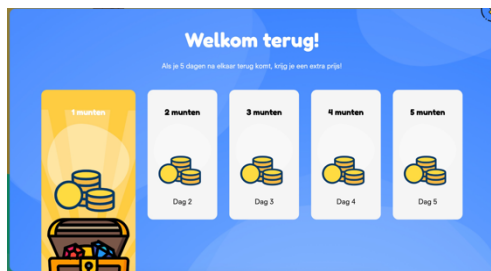 Welkom terug!
Als je 5 dagen na elkaar terug komt, krijg je een extra prijs!
1 munten
2 munten
3 munten
4 munten
5 munten
Dag 2
Dag 3
Dag 4
Dag 5